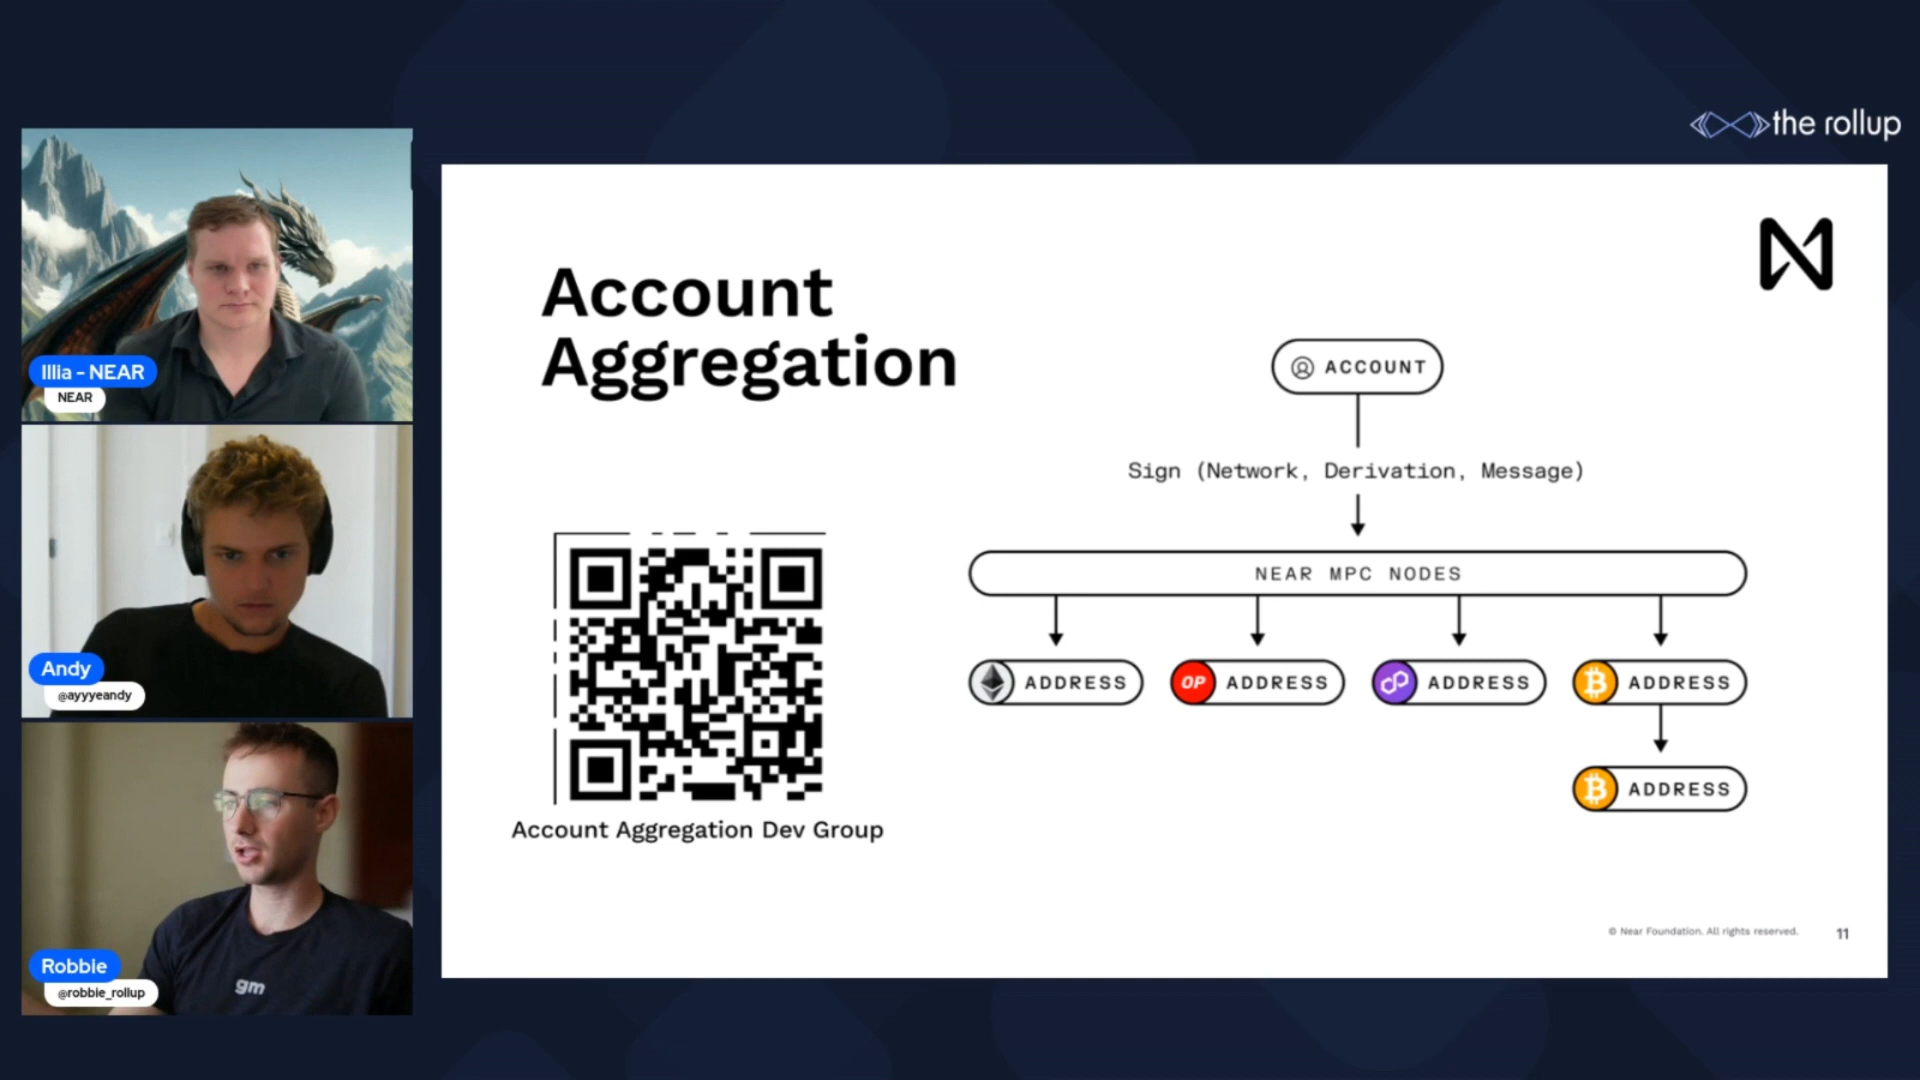 the rollup
Illia - NEAR
NEAR
Andy
@ayyyeandy
Robbie
@robbie_rollup
gm
Account
Aggregation
Account Aggregation Dev Group
ACCOUNT
Sign (Network, Derivation, Message)
NEAR MPC NODES
ADDRESS
OP ADDRESS
ADDRESS
ADDRESS
ADDRESS
© Near Foundation. All rights reserved.
11